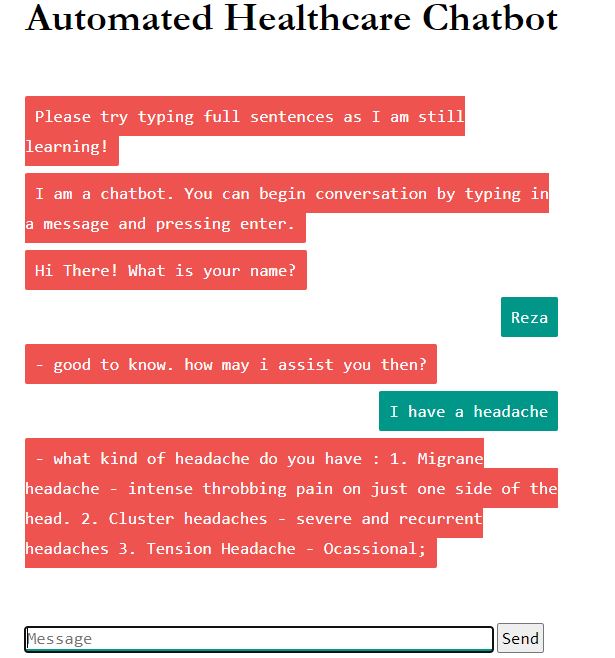 Automated Healthcare Chatbot
Please try typing full sentences as I am still
learning!
I am a chatbot. You can begin conversation by typing in
a message and pressing enter.
Hi There! What is your name?
Reza
- good to know. how may i assist you then?
I have a headache
- what kind of headache do you have : 1. Migrane
headache - intense throbbing pain on just one side of the
head. 2. Cluster headaches - severe and recurrent
headaches 3. Tension Headache - Ocassional;
Message Send